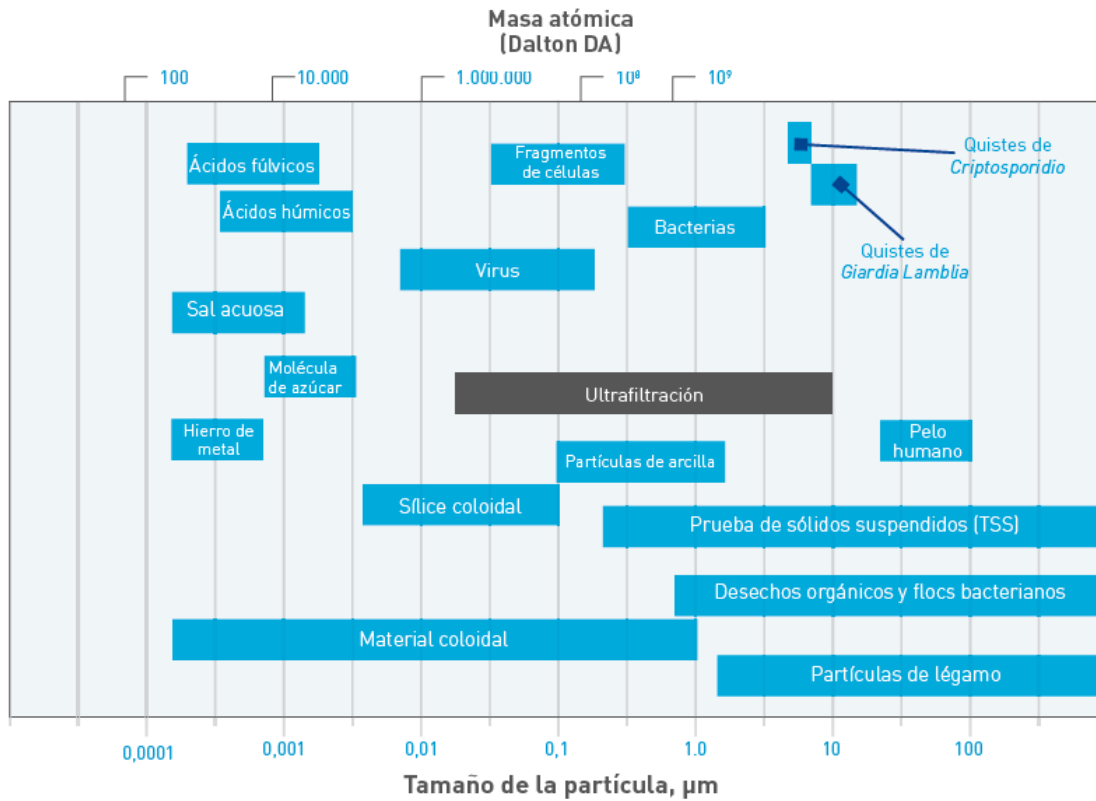 Masa atómica
(Dalton DA)
100
10.000
1.000.000
10⁸
10⁹
Ácidos fúlvicos
Fragmentos
de células
Quistes de
Criptosporidio
Ácidos húmicos
Bacterias
Quistes de
Giardia Lamblia
Virus
Sal acuosa
Molécula
de azúcar
Ultrafiltración
Hierro de
metal
Pelo
humano
Partículas de arcilla
Sílice coloidal
Prueba de sólidos suspendidos (TSS)
Desechos orgánicos y flocs bacterianos
Material coloidal
Partículas de légamo
0,0001
0,001
0,01
0,1
1.0
10
100
Tamaño de la partícula, µm